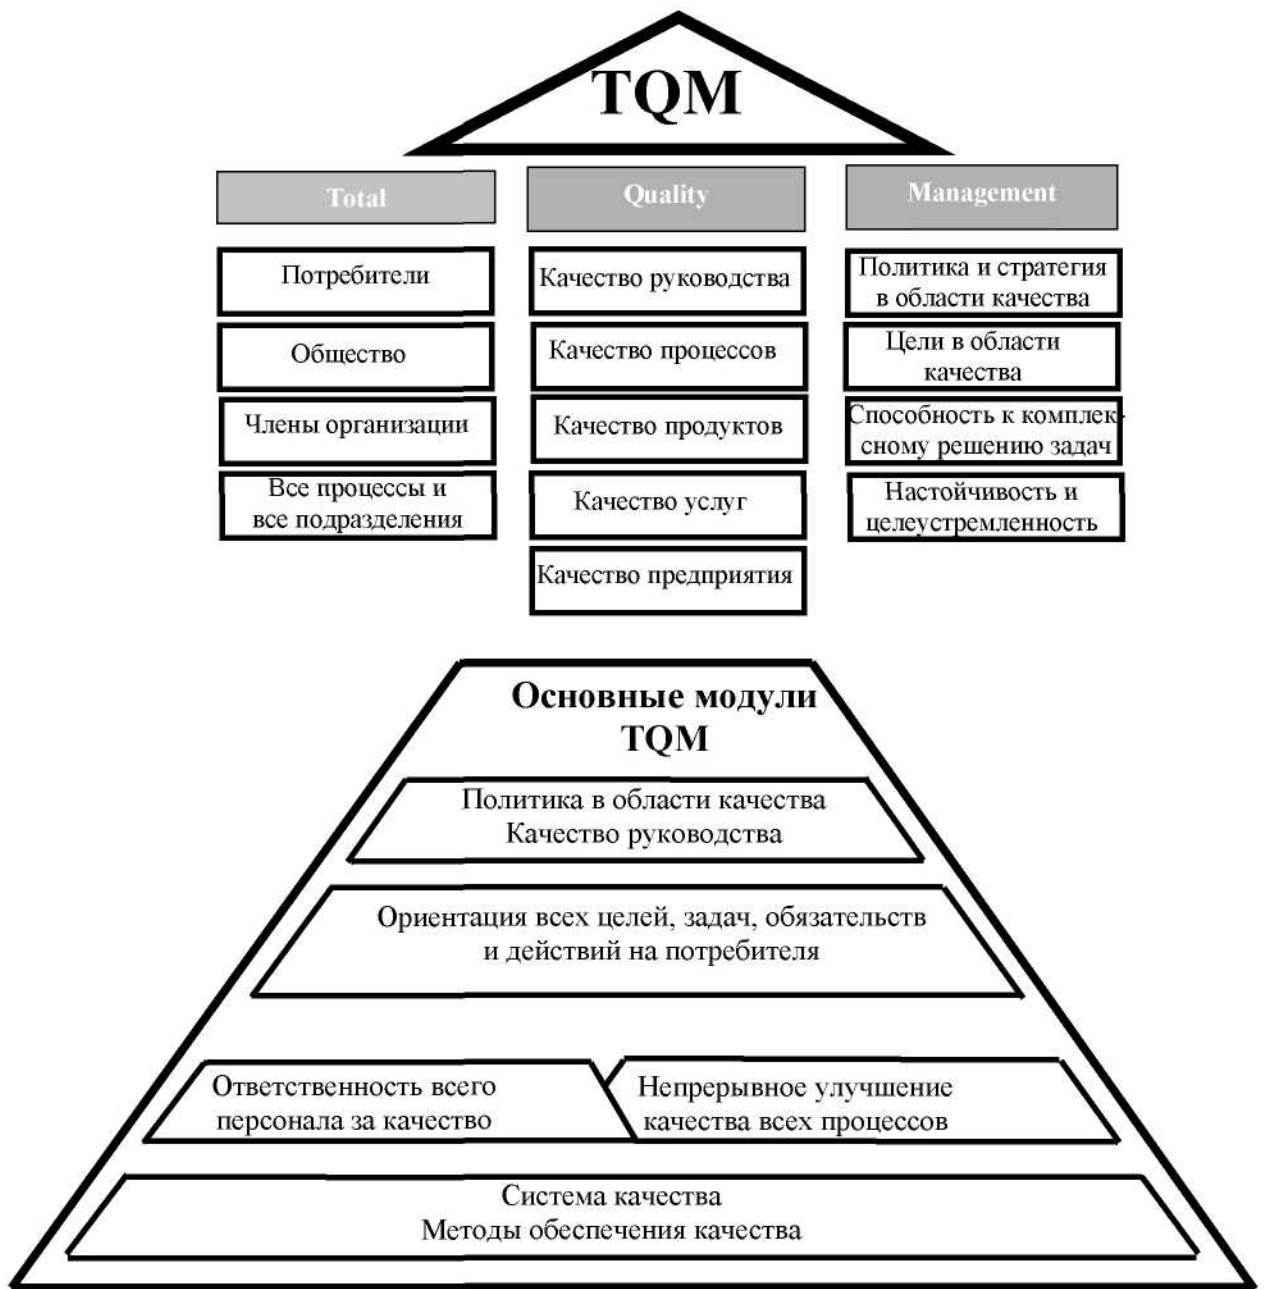 TQM
Total
Quality
Management
Потребители
Общество
Члены организации
Все процессы и
все подразделения
Качество руководства
Качество процессов
Качество продуктов
Качество услуг
Качество предприятия
Политика и стратегия
в области качества
Цели в области
качества
Способность к комплек-
сному решению задач
Настойчивость и
целеустремленность
Основные модули
TQM
Политика в области качества
Качество руководства
Ориентация всех целей, задач, обязательств
и действий на потребителя
Ответственность всего
персонала за качество
Непрерывное улучшение
качества всех процессов
Система качества
Методы обеспечения качества